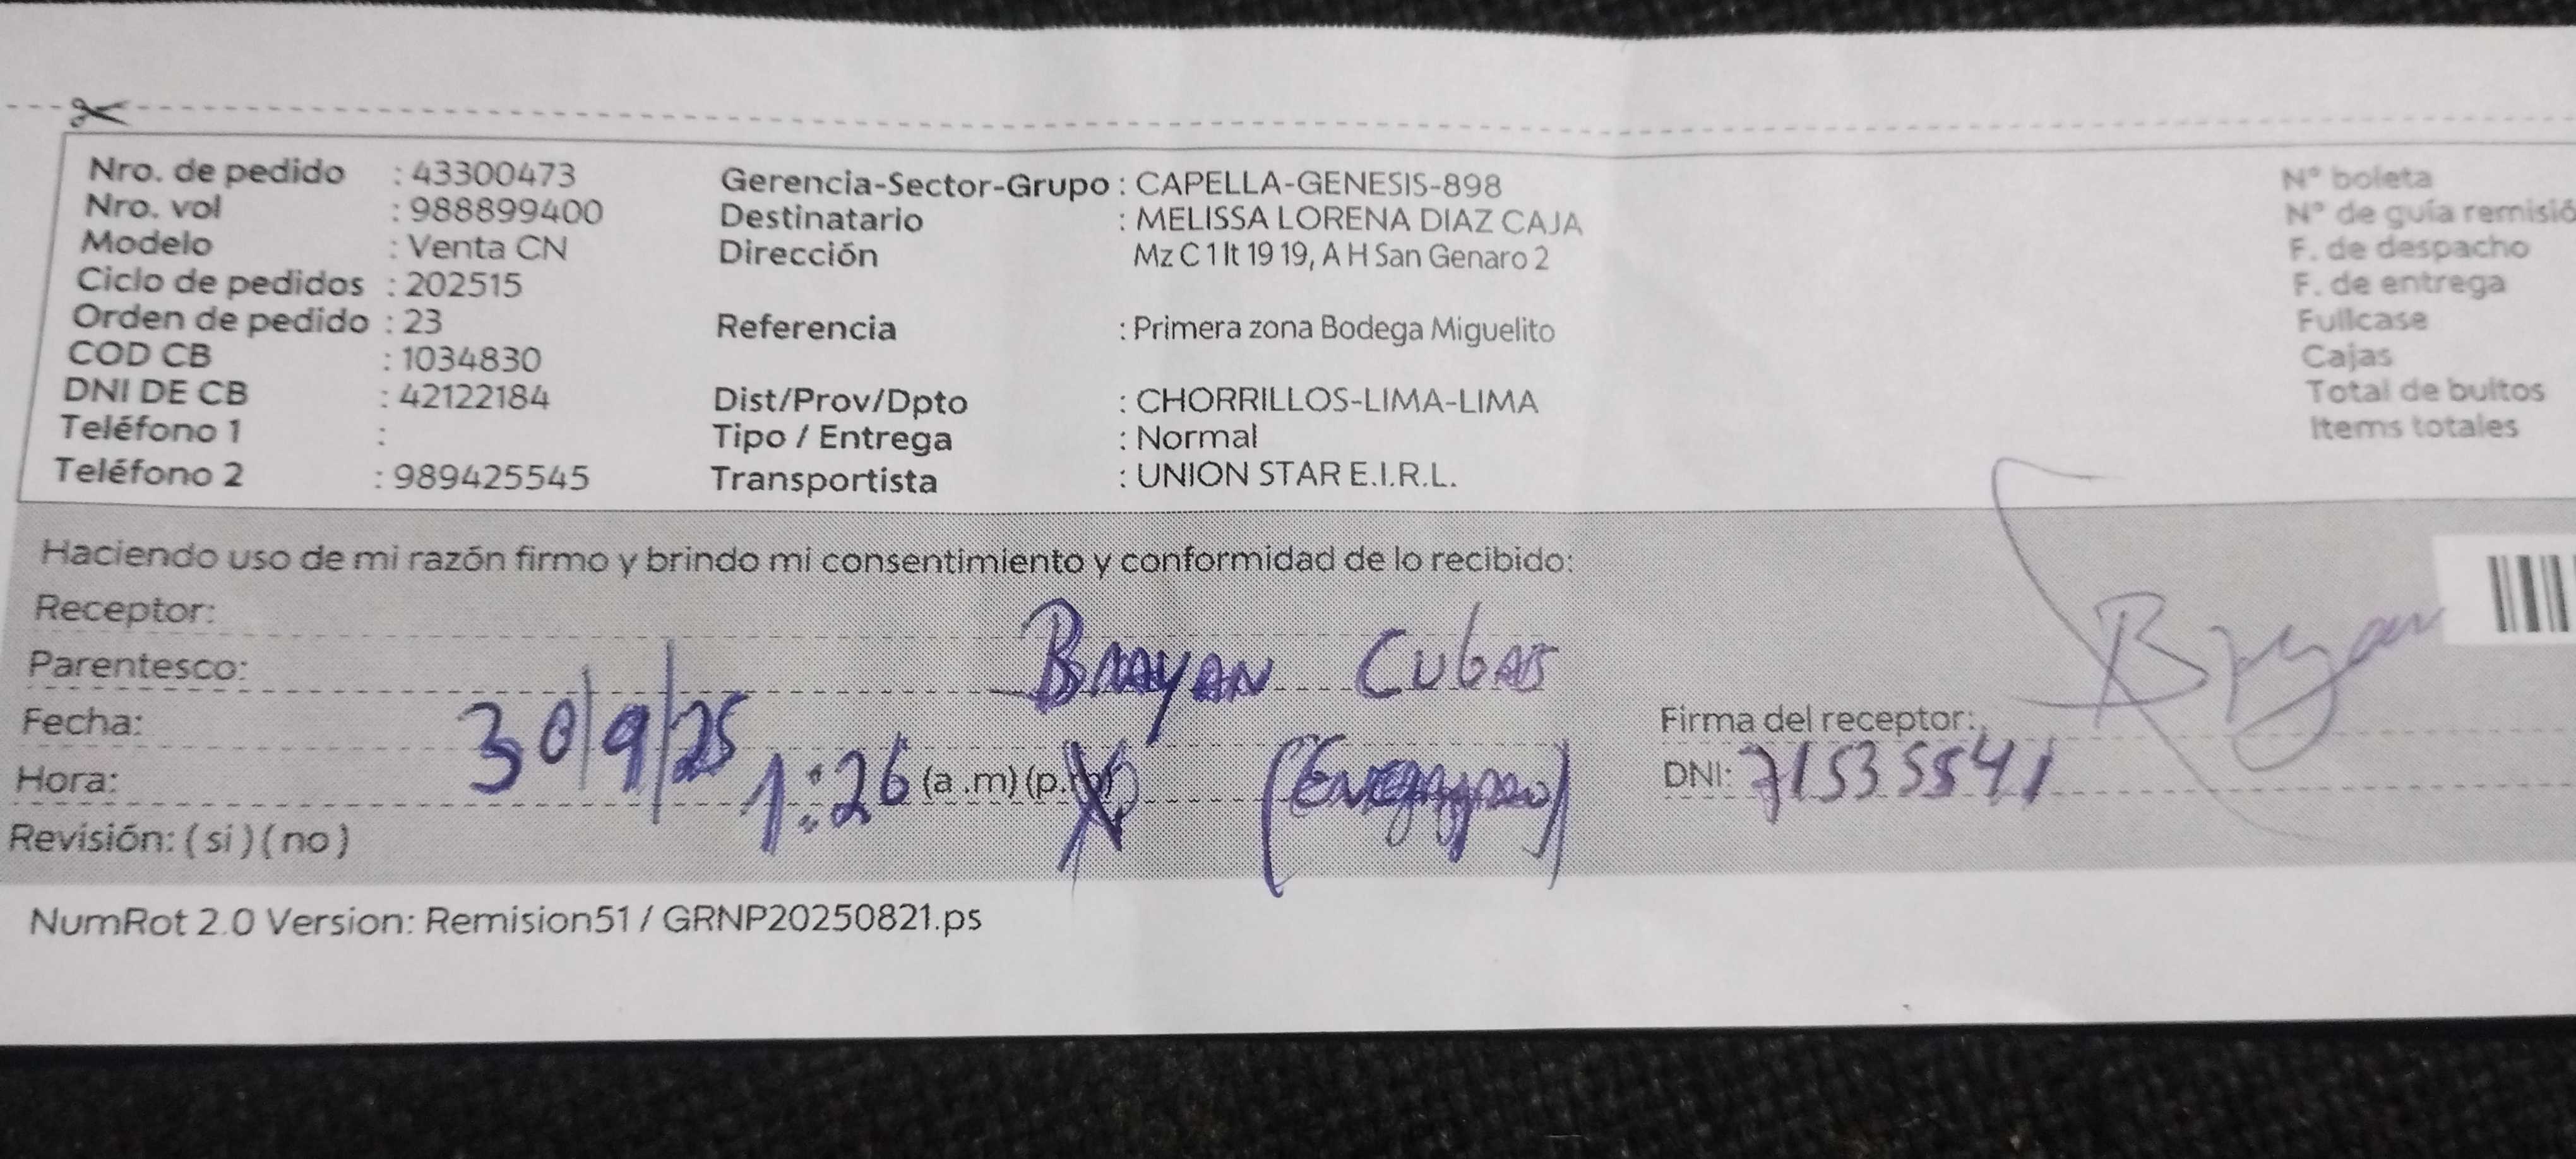 Nro. de pedido : 43300473
Nro. vol : 988899400
Modelo : Venta CN
Ciclo de pedidos : 202515
Orden de pedido : 23
COD CB : 1034830
DNI DE CB : 42122184
Teléfono 1 :
Teléfono 2 : 989425545
Gerencia-Sector-Grupo : CAPELLA-GENESIS-898
Destinatario : MELISSA LORENA DIAZ CAJA
Dirección Mz C 1 lt 19 19, A H San Genaro 2
Referencia : Primera zona Bodega Miguelito
Dist/Prov/Dpto : CHORRILLOS-LIMA-LIMA
Tipo / Entrega : Normal
Transportista : UNION STAR E.I.R.L.
N° boleta
N° de guía remisió
F. de despacho
F. de entrega
Fullcase
Cajas
Total de bultos
Items totales
Haciendo uso de mi razón firmo y brindo mi consentimiento y conformidad de lo recibido:
Receptor:
Parentesco: Brayan Cubas
Fecha: 30/9/25
Hora: 1:26 (a .m) (p.m)
Revisión: ( si ) ( no )
Firma del receptor: Bryan
DNI: 71535541
NumRot 2.0 Version: Remision51 / GRNP20250821.ps